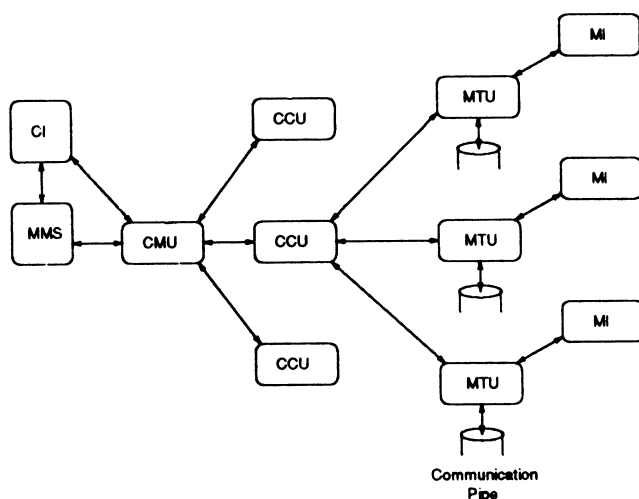 MI
MTU
CCU
CI
MI
MMS
CMU
CCU
MTU
MI
CCU
MTU
Communication
Pipe